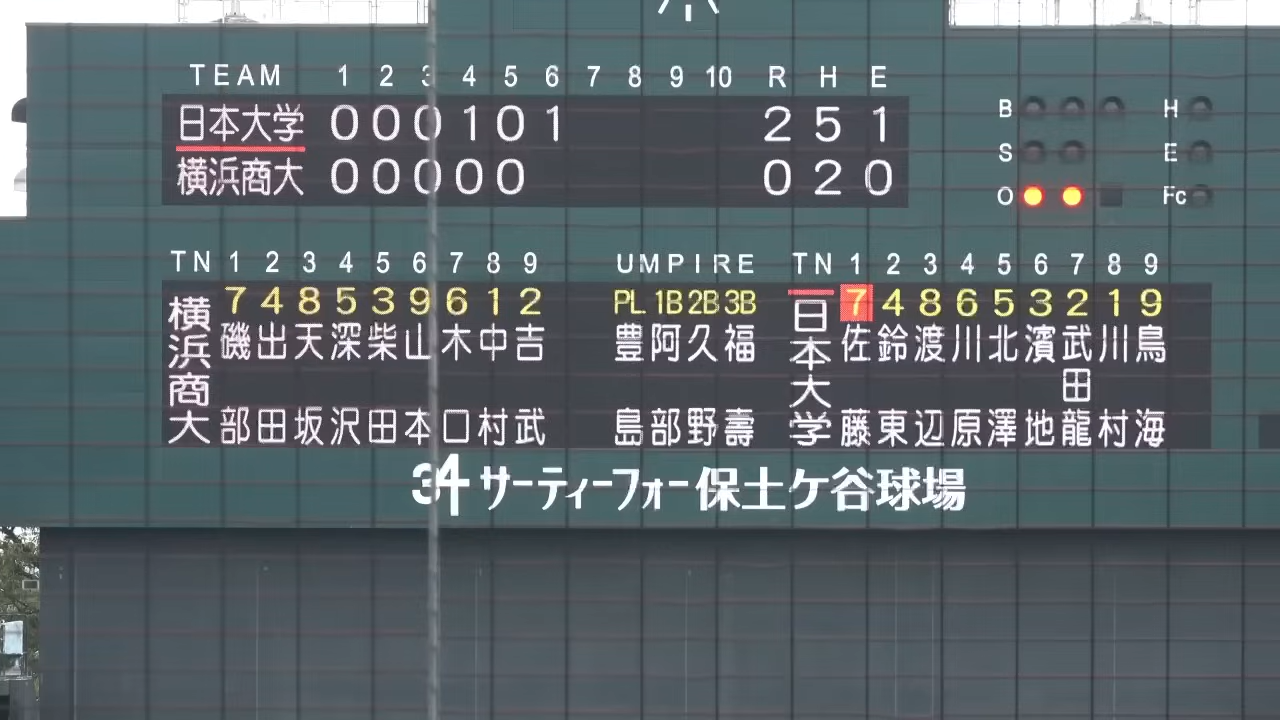 TEAM 1 2 3 4 5 6 7 8 9 10 R H E
日本大学 0 0 0 1 0 1 2 5 1
横浜商大 0 0 0 0 0 0 2 0
B H
S E
O Fc
TN 1 2 3 4 5 6 7 8 9 UMPIRE TN 1 2 3 4 5 6 7 8 9
横浜商大 7 4 8 5 3 9 6 1 2 PL 1B 2B 3B 日本大学 7 4 8 6 5 3 2 1 9
磯部 出田 天坂 深沢 柴田 山本 木口 中村 吉武 豊島 阿部 久野 福壽 佐藤 鈴東 渡辺 川原 北澤 濱地 武田龍 川村 鳥海
34 サーティーフォー保土ケ谷球場